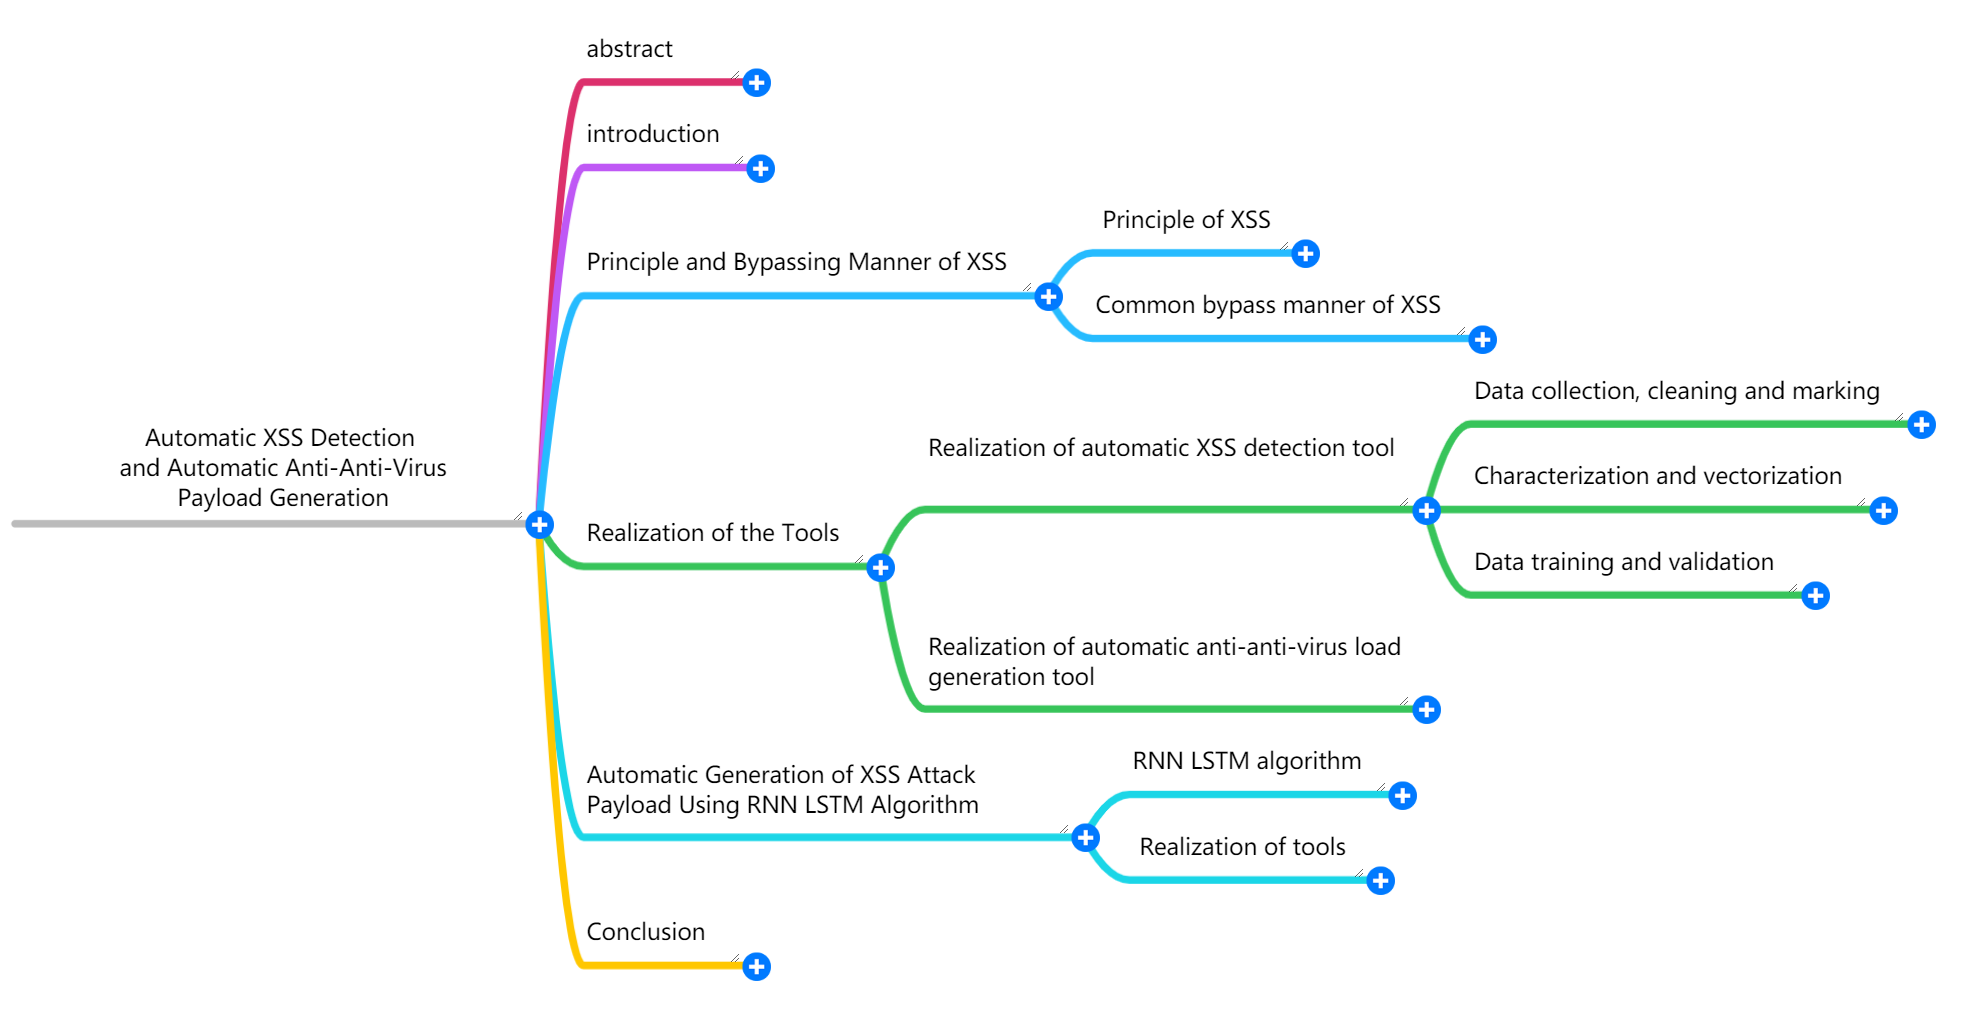 Automatic XSS Detection
and Automatic Anti-Anti-Virus
Payload Generation
abstract
introduction
Principle and Bypassing Manner of XSS
Principle of XSS
Common bypass manner of XSS
Realization of the Tools
Realization of automatic XSS detection tool
Data collection, cleaning and marking
Characterization and vectorization
Data training and validation
Realization of automatic anti-anti-virus load
generation tool
Automatic Generation of XSS Attack
Payload Using RNN LSTM Algorithm
RNN LSTM algorithm
Realization of tools
Conclusion